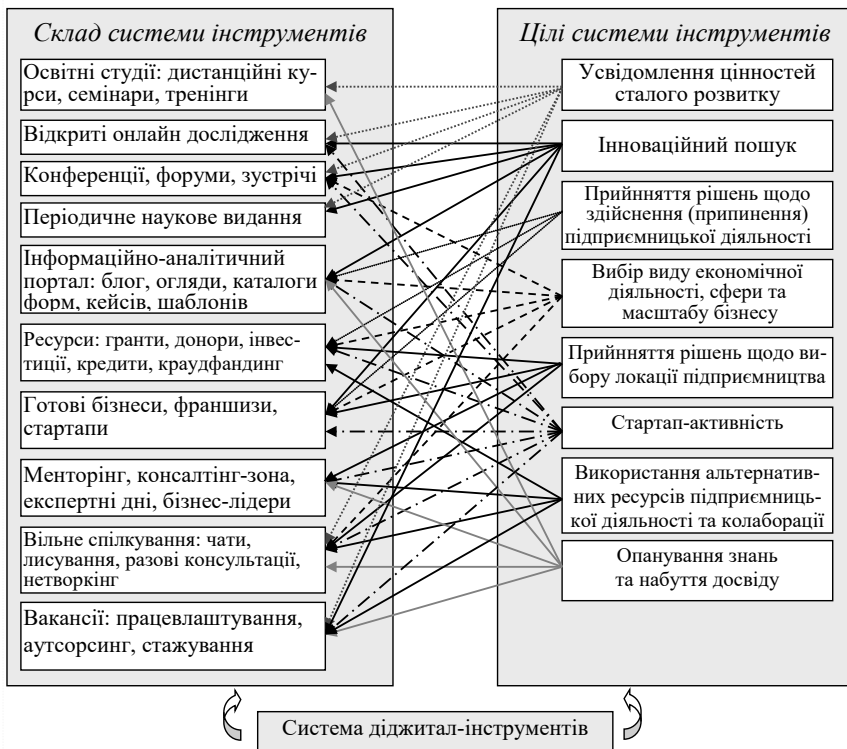 Склад системи інструментів
Освітні студії: дистанційні ку-
рси, семінари, тренінги
Відкриті онлайн дослідження
Конференції, форуми, зустрічі
Періодичне наукове видання
Інформаційно-аналітичний
портал: блог, огляди, каталоги
форм, кейсів, шаблонів
Ресурси: гранти, донори, інвес-
тиції, кредити, краудфандинг
Готові бізнеси, франшизи,
стартапи
Менторінг, консалтінг-зона,
експертні дні, бізнес-лідери
Вільне спілкування: чати,
лисування, разові консультації,
нетворкінг
Вакансії: працевлаштування,
аутсорсинг, стажування
Цілі системи інструментів
Усвідомлення цінностей
сталого розвитку
Інноваційний пошук
Прийнняття рішень щодо
здійснення (припинення)
підприємницької діяльності
Вибір виду економічної
діяльності, сфери та
масштабу бізнесу
Прийнняття рішень щодо ви-
бору локації підприємництва
Стартап-активність
Використання альтернатив-
них ресурсів підприємниць-
кої діяльності та колаборації
Опанування знань
та набуття досвіду
Система діджитал-інструментів